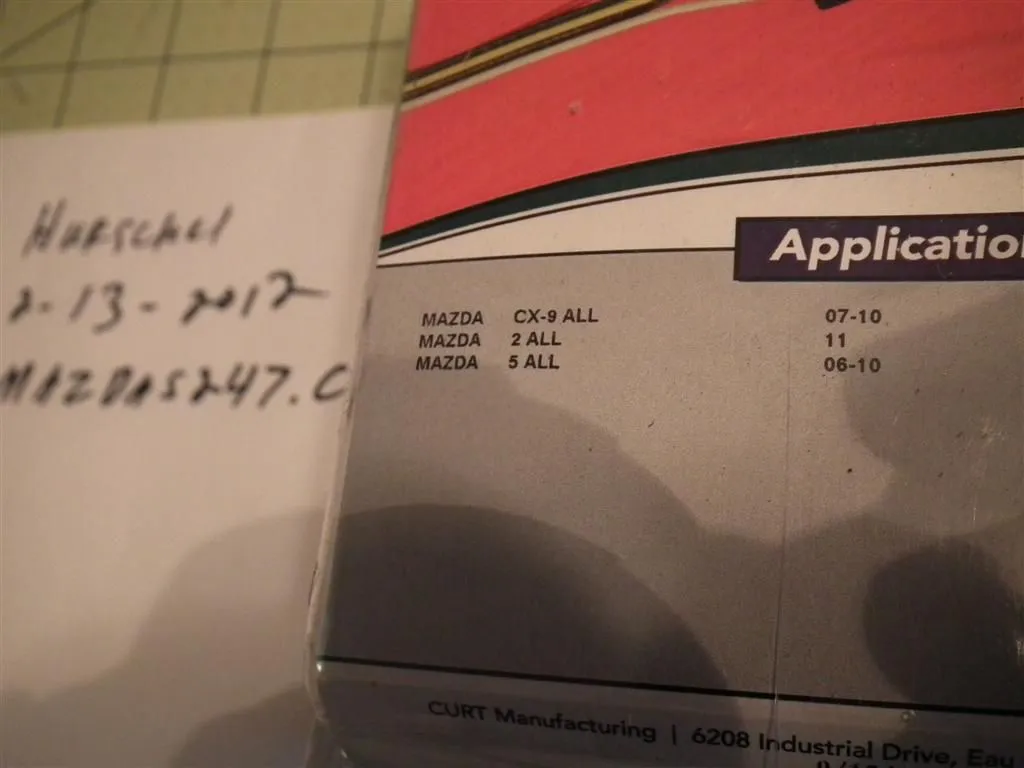 Herschel
2-13-2012
MAZDA5247.C
Applicatio
MAZDA CX-9 ALL 07-10
MAZDA 2 ALL 11
MAZDA 5 ALL 06-10
CURT Manufacturing | 6208 Industrial Drive, Eau